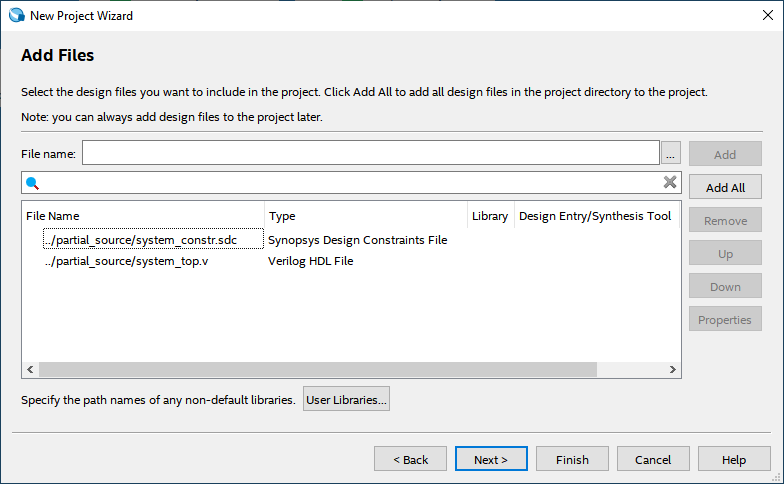 New Project Wizard
Add Files
Select the design files you want to include in the project. Click Add All to add all design files in the project directory to the project.
Note: you can always add design files to the project later.
File name: ... Add
Add All
File Name Type Library Design Entry/Synthesis Tool
Remove
../partial_source/system_constr.sdc Synopsys Design Constraints File
Up
../partial_source/system_top.v Verilog HDL File
Down
Properties
Specify the path names of any non-default libraries. User Libraries...
< Back Next > Finish Cancel Help